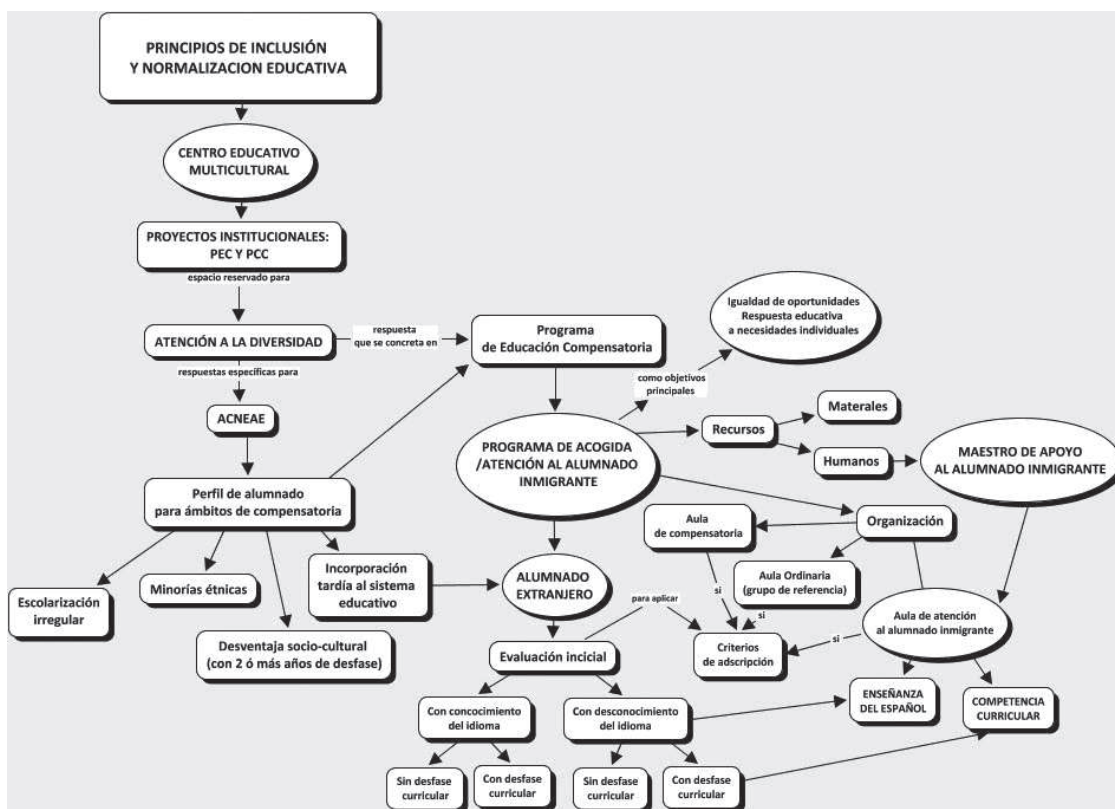 PRINCIPIOS DE INCLUSIÓN
Y NORMALIZACION EDUCATIVA
CENTRO EDUCATIVO
MULTICULTURAL
PROYECTOS INSTITUCIONALES:
PEC Y PCC
espacio reservado para
ATENCIÓN A LA DIVERSIDAD
respuesta
que se concreta en
Programa
de Educación Compensatoria
Igualdad de oportunidades
Respuesta educativa
a necesidades individuales
respuestas específicas para
como objetivos
principales
ACNEAE
PROGRAMA DE ACOGIDA
/ATENCIÓN AL ALUMNADO
INMIGRANTE
Recursos
Materales
Humanos
MAESTRO DE APOYO
AL ALUMNADO INMIGRANTE
Perfil de alumnado
para ámbitos de compensatoria
Aula
de compensatoria
Organización
Escolarización
irregular
Minorías étnicas
Incorporación
tardía al sistema
educativo
ALUMNADO
EXTRANJERO
Aula Ordinaria
(grupo de referencia)
para aplicar
si
si
Aula de atención
al alumnado inmigrante
si
Desventaja socio-cultural
(con 2 ó más años de desfase)
Evaluación incicial
Criterios
de adscripción
Con concocimiento
del idioma
Con desconocimiento
del idioma
ENSEÑANZA
DEL ESPAÑOL
COMPETENCIA
CURRICULAR
Sin desfase
curricular
Con desfase
curricular
Sin desfase
curricular
Con desfase
curricular